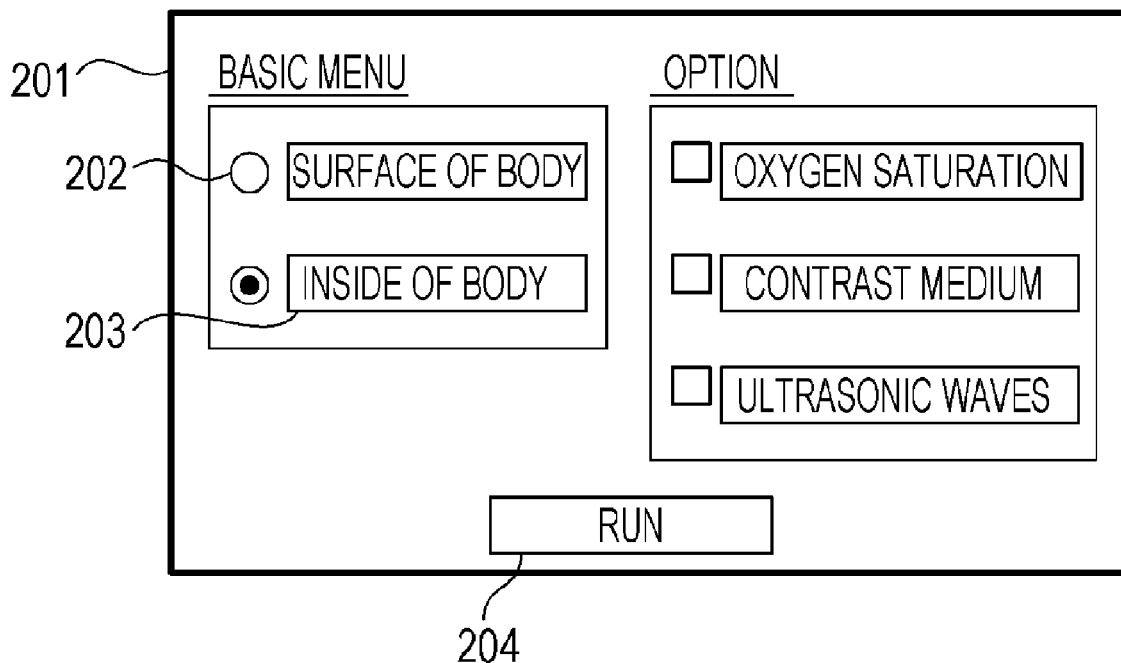 201
BASIC MENU
202
SURFACE OF BODY
INSIDE OF BODY
203
OPTION
OXYGEN SATURATION
CONTRAST MEDIUM
ULTRASONIC WAVES
RUN
204